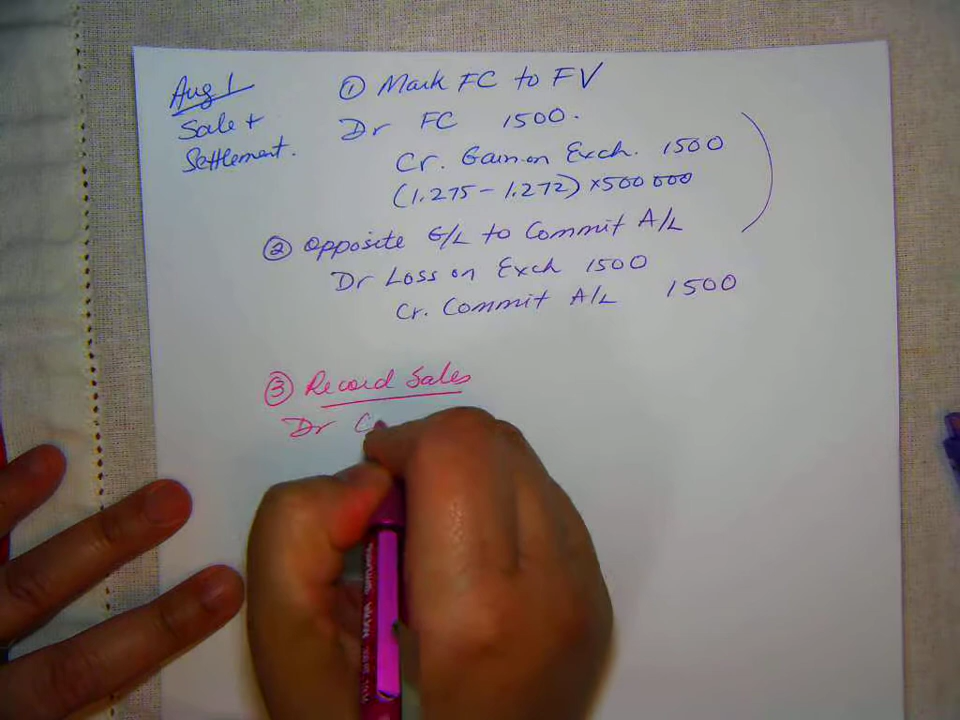 Aug 1
Sale +
Settlement.
① Mark FC to FV
Dr FC 1500.
Cr. Gain on Exch. 1500
(1.275 - 1.272) × 500 000
② Opposite G/L to Commit A/L
Dr Loss on Exch 1500
Cr. Commit A/L 1500
③ Record Sales
Dr C